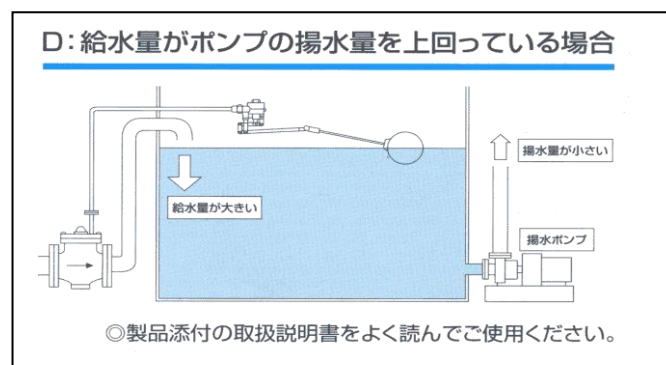 D:給水量がポンプの揚水量を上回っている場合
揚水量が小さい
給水量が大きい
揚水ポンプ
◎製品添付の取扱説明書をよく読んでご使用ください。